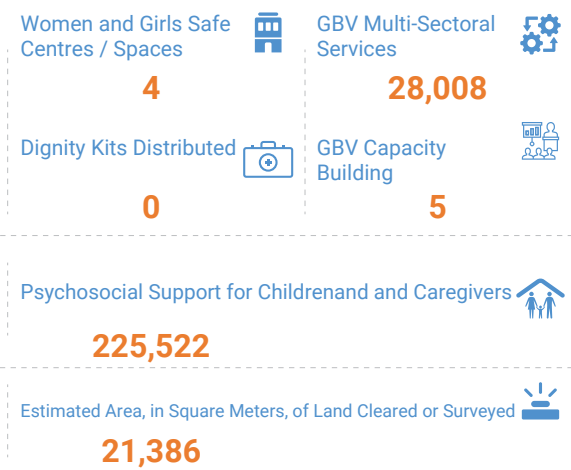 Women and Girls Safe
Centres / Spaces
4
GBV Multi-Sectoral
Services
28,008
Dignity Kits Distributed
0
GBV Capacity
Building
5
Psychosocial Support for Childrenand and Caregivers
225,522
Estimated Area, in Square Meters, of Land Cleared or Surveyed
21,386